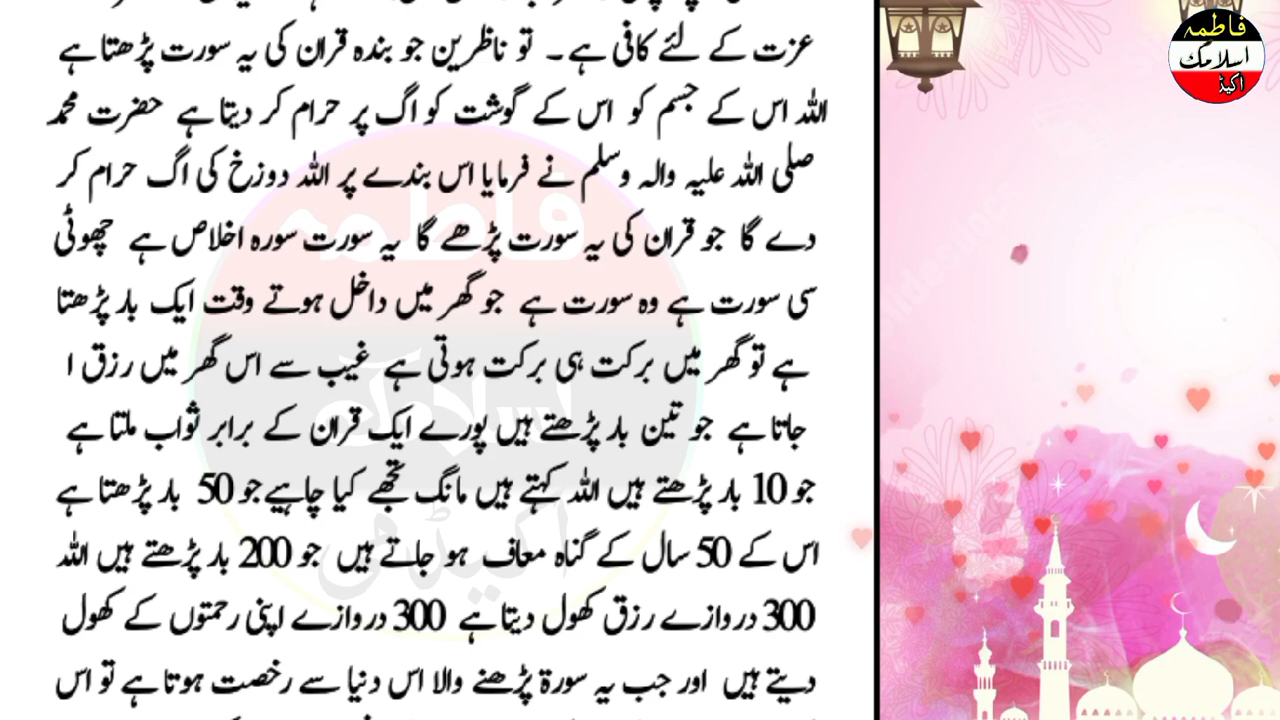 عزت کے لئے کافی ہے ۔ تو ناظرین جو بندہ قران کی یہ سورت پڑھتا ہے
اللہ اس کے جسم کو اس کے گوشت کو اگ پر حرام کر دیتا ہے حضرت محمد
صلی اللہ علیہ والہ وسلم نے فرمایا اس بندے پر اللہ دوزخ کی اگ حرام کر
دے گا جو قران کی یہ سورت پڑھے گا یہ سورت سورہ اخلاص ہے چھوٹی
سی سورت ہے وہ سورت ہے جو گھر میں داخل ہوتے وقت ایک بار پڑھتا
ہے تو گھر میں برکت ہی برکت ہوتی ہے غیب سے اس گھر میں رزق ا
جاتا ہے جو تین بار پڑھتے ہیں پورے ایک قران کے برابر ثواب ملتا ہے
جو 10 بار پڑھتے ہیں اللہ کہتے ہیں مانگ تجھے کیا چاہیے جو 50 بار پڑھتا ہے
اس کے 50 سال کے گناہ معاف ہو جاتے ہیں جو 200 بار پڑھتے ہیں اللہ
300 دروازے رزق کھول دیتا ہے 300 دروازے اپنی رحمتوں کے کھول
دیتے ہیں اور جب یہ سورۃ پڑھنے والا اس دنیا سے رخصت ہوتا ہے تو اس
فاطمہ
اسلامک
اکیڈ
فاطمہ
اسلامک
اکیڈمی